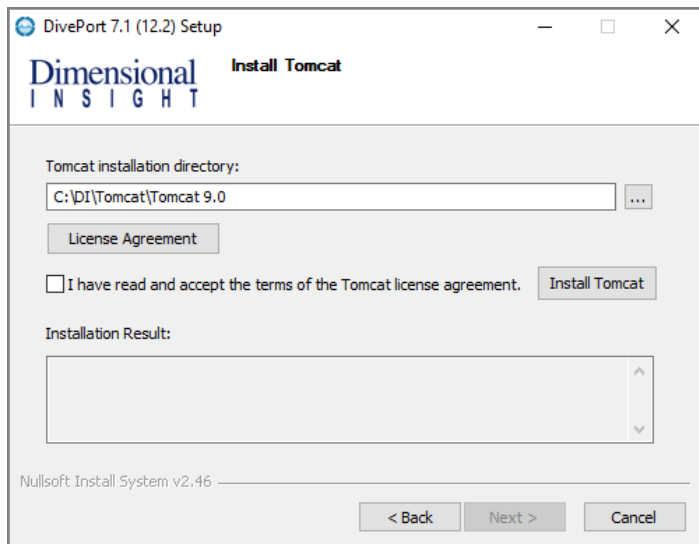 DivePort 7.1 (12.2) Setup
Dimensional
INSIGHT
Install Tomcat
Tomcat installation directory:
C:\DI\Tomcat\Tomcat 9.0
...
License Agreement
I have read and accept the terms of the Tomcat license agreement.
Install Tomcat
Installation Result:
Nullsoft Install System v2.46
< Back
Next >
Cancel